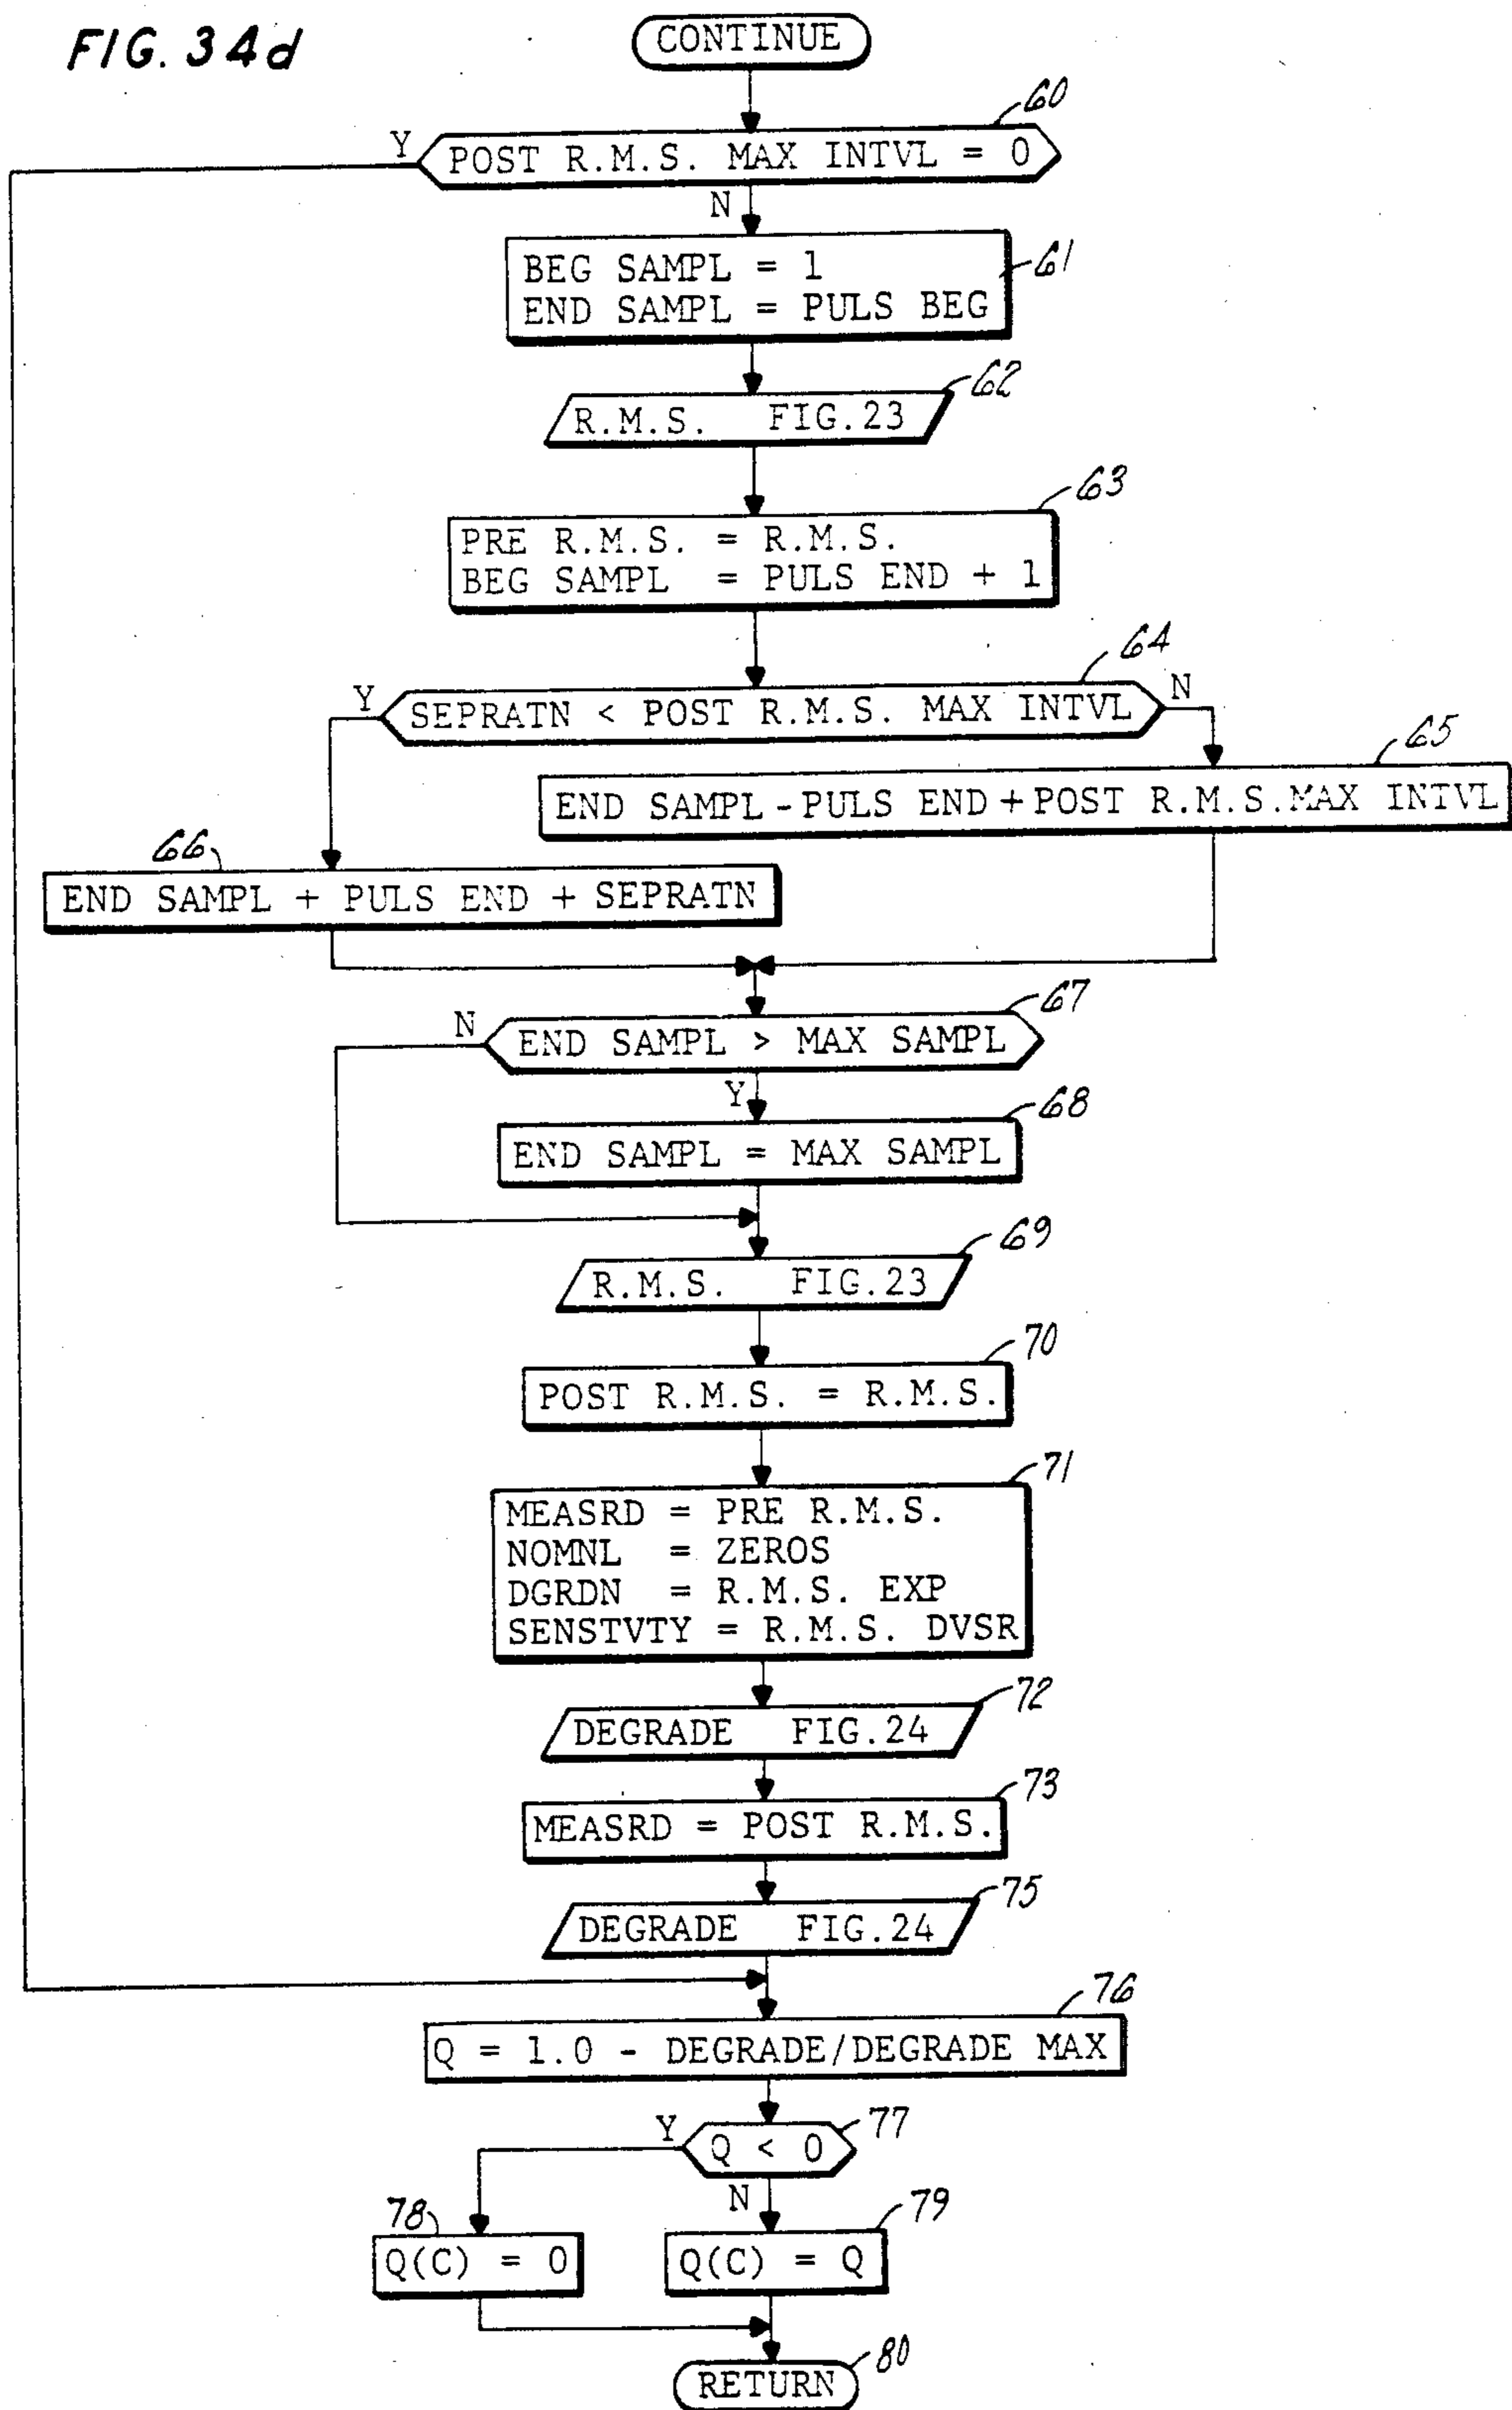 FIG. 34d
CONTINUE
60
Y
POST R.M.S. MAX INTVL = 0
N
61
BEG SAMPL = 1
END SAMPL = PULS BEG
62
R.M.S. FIG.23
63
PRE R.M.S. = R.M.S.
BEG SAMPL = PULS END + 1
64
Y
SEPRATN < POST R.M.S. MAX INTVL
N
65
END SAMPL - PULS END + POST R.M.S. MAX INTVL
66
END SAMPL + PULS END + SEPRATN
67
N
END SAMPL > MAX SAMPL
Y
68
END SAMPL = MAX SAMPL
69
R.M.S. FIG.23
70
POST R.M.S. = R.M.S.
71
MEASRD = PRE R.M.S.
NOMNL = ZEROS
DGRDN = R.M.S. EXP
SENSTVTY = R.M.S. DVSR
72
DEGRADE FIG.24
73
MEASRD = POST R.M.S.
75
DEGRADE FIG.24
76
Q = 1.0 - DEGRADE/DEGRADE MAX
77
Y
Q < 0
N
78
Q(C) = 0
79
Q(C) = Q
80
RETURN